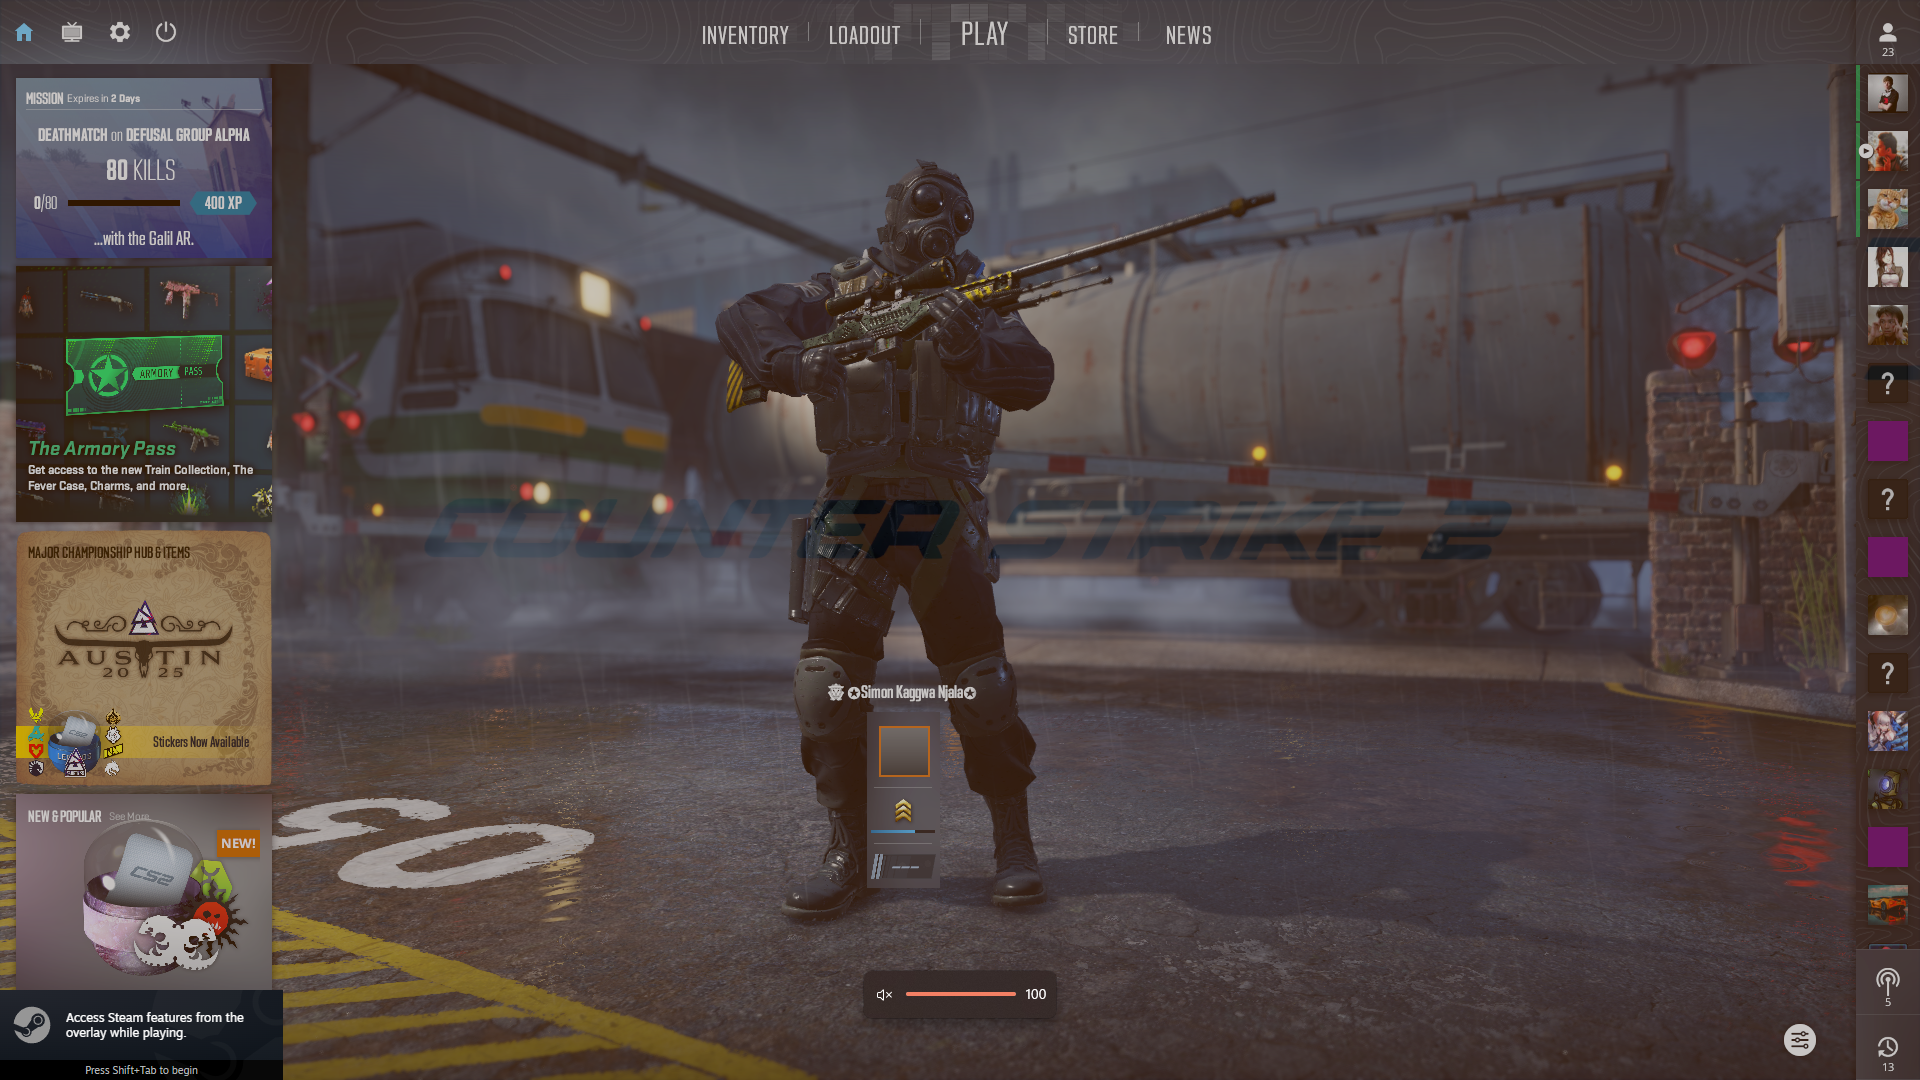 INVENTORY
LOADOUT
PLAY
STORE
NEWS
23
MISSION Expires in 2 Days
DEATHMATCH on DEFUSAL GROUP ALPHA
80 KILLS
0/80
400 XP
...with the Galil AR.
ARMORY PASS
The Armory Pass
Get access to the new Train Collection, The
Fever Case, Charms, and more.
MAJOR CHAMPIONSHIP HUB & ITEMS
AUSTIN
2025
Stickers Now Available
NEW & POPULAR See More
NEW!
CS2
COUNTER STRIKE 2
✪Simon Kaggwa Njala✪
---
100
Access Steam features from the
overlay while playing.
Press Shift+Tab to begin
?
?
?
5
13